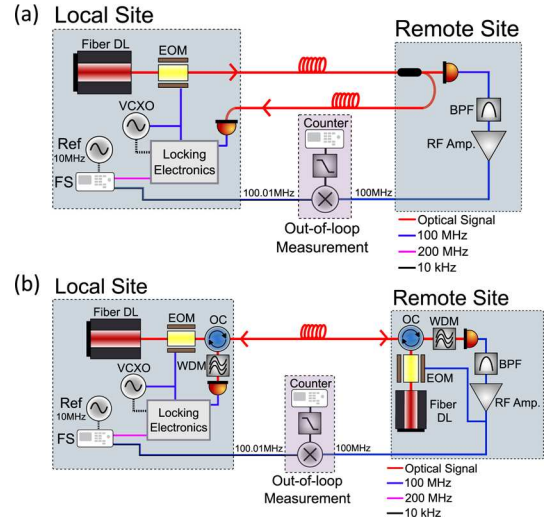 (a)
Local Site
Remote Site
Fiber DL
EOM
VCXO
BPF
Counter
Ref
10MHz
Locking
Electronics
RF Amp.
FS
100.01MHz
100MHz
Out-of-loop
Measurement
Optical Signal
100 MHz
200 MHz
10 kHz
(b)
Local Site
Remote Site
Fiber DL
EOM
OC
OC
WDM
WDM
VCXO
Counter
EOM
BPF
Ref
10MHz
Locking
Electronics
Fiber
DL
RF Amp.
FS
100.01MHz
100MHz
Out-of-loop
Measurement
Optical Signal
100 MHz
200 MHz
10 kHz